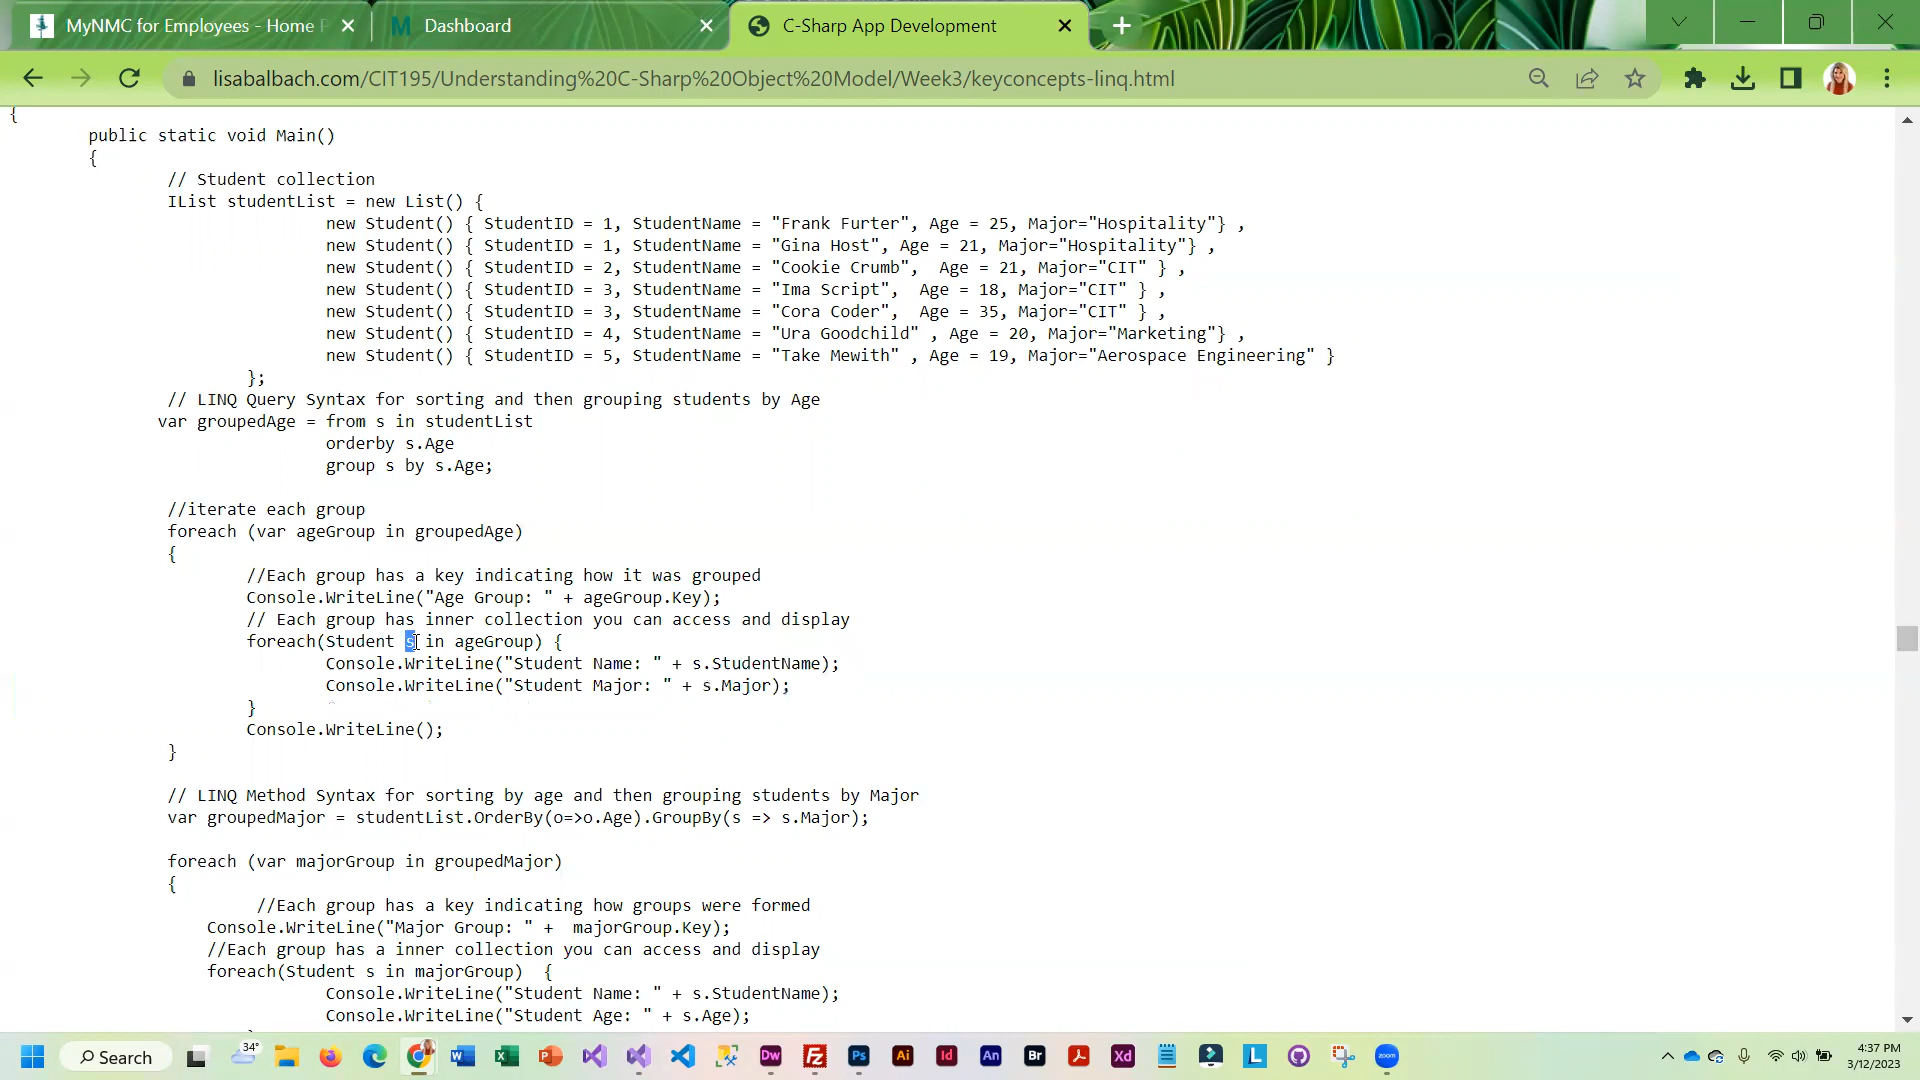 MyNMC for Employees - Home P
Dashboard
C-Sharp App Development
lisabalbach.com/CIT195/Understanding%20C-Sharp%20Object%20Model/Week3/keyconcepts-linq.html
{
public static void Main()
{
// Student collection
IList studentList = new List() {
new Student() { StudentID = 1, StudentName = "Frank Furter", Age = 25, Major="Hospitality"} ,
new Student() { StudentID = 1, StudentName = "Gina Host", Age = 21, Major="Hospitality"} ,
new Student() { StudentID = 2, StudentName = "Cookie Crumb",  Age = 21, Major="CIT" } ,
new Student() { StudentID = 3, StudentName = "Ima Script",  Age = 18, Major="CIT" } ,
new Student() { StudentID = 3, StudentName = "Cora Coder",  Age = 35, Major="CIT" } ,
new Student() { StudentID = 4, StudentName = "Ura Goodchild" , Age = 20, Major="Marketing"} ,
new Student() { StudentID = 5, StudentName = "Take Mewith" , Age = 19, Major="Aerospace Engineering" }
};
// LINQ Query Syntax for sorting and then grouping students by Age
var groupedAge = from s in studentList
orderby s.Age
group s by s.Age;
//iterate each group
foreach (var ageGroup in groupedAge)
{
//Each group has a key indicating how it was grouped
Console.WriteLine("Age Group: " + ageGroup.Key);
// Each group has inner collection you can access and display
foreach(Student s in ageGroup) {
Console.WriteLine("Student Name: " + s.StudentName);
Console.WriteLine("Student Major: " + s.Major);
}
Console.WriteLine();
}
// LINQ Method Syntax for sorting by age and then grouping students by Major
var groupedMajor = studentList.OrderBy(o=>o.Age).GroupBy(s => s.Major);
foreach (var majorGroup in groupedMajor)
{
//Each group has a key indicating how groups were formed
Console.WriteLine("Major Group: " +  majorGroup.Key);
//Each group has a inner collection you can access and display
foreach(Student s in majorGroup)  {
Console.WriteLine("Student Name: " + s.StudentName);
Console.WriteLine("Student Age: " + s.Age);
Search
34°
4:37 PM
3/12/2023